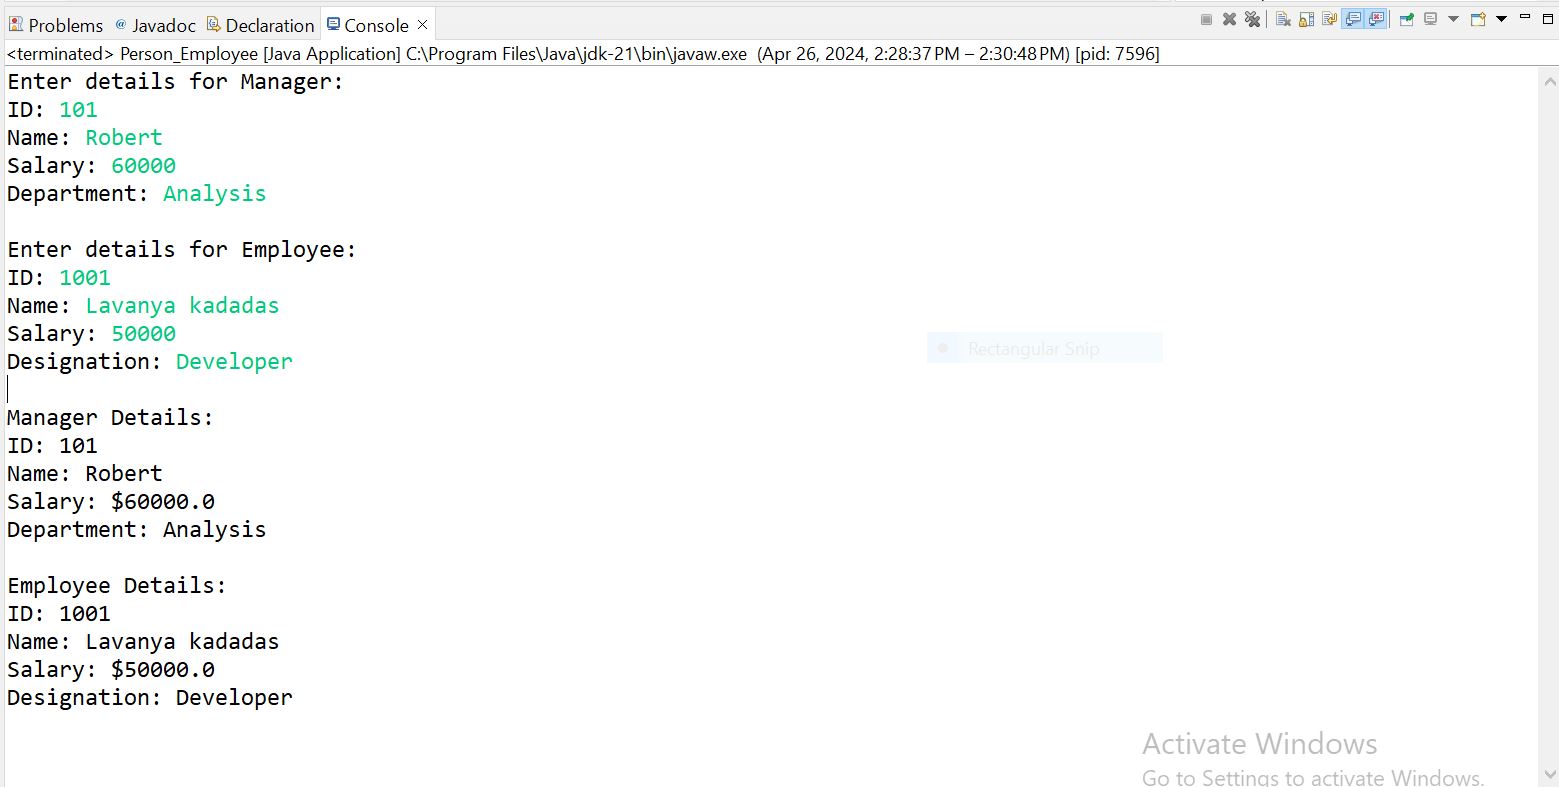 Problems @ Javadoc Declaration Console
<terminated> Person_Employee [Java Application] C:\Program Files\Java\jdk-21\bin\javaw.exe (Apr 26, 2024, 2:28:37 PM – 2:30:48 PM) [pid: 7596]
Enter details for Manager:
ID: 101
Name: Robert
Salary: 60000
Department: Analysis
Enter details for Employee:
ID: 1001
Name: Lavanya kadadas
Salary: 50000
Rectangular Snip
Designation: Developer
Manager Details:
ID: 101
Name: Robert
Salary: $60000.0
Department: Analysis
Employee Details:
ID: 1001
Name: Lavanya kadadas
Salary: $50000.0
Designation: Developer
Activate Windows
Go to Settings to activate Windows.